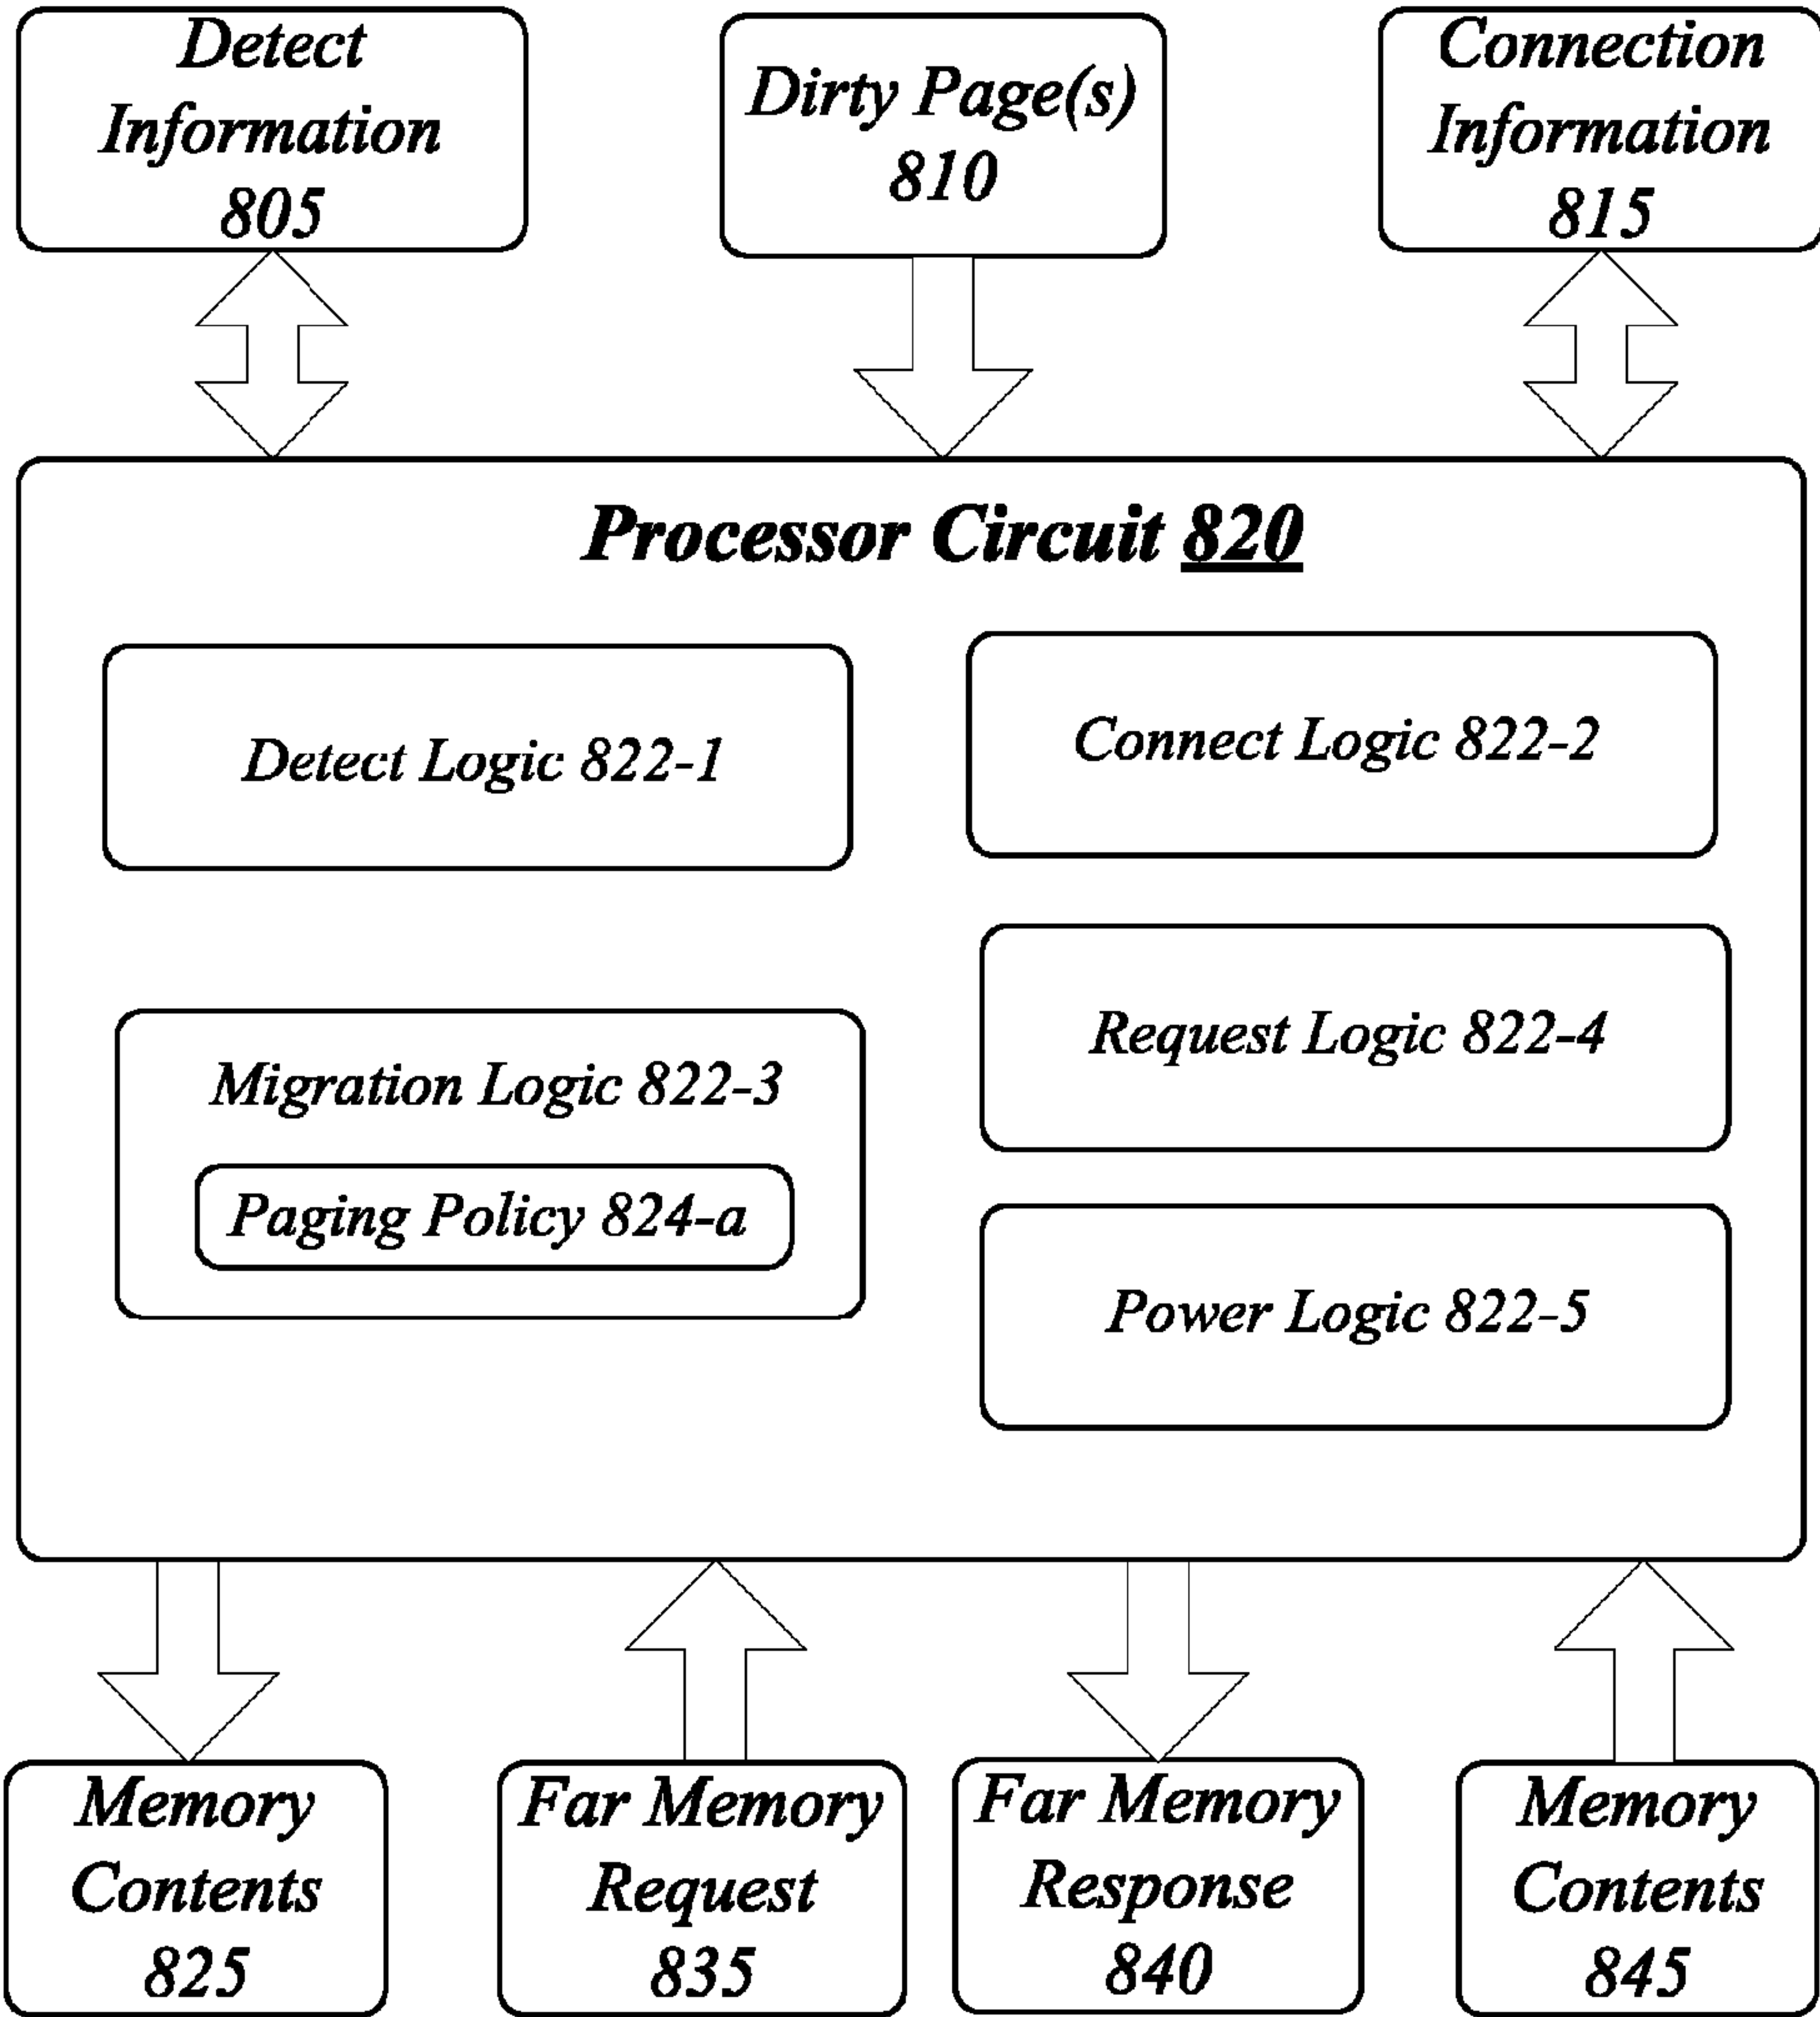 Detect
Information
805
Dirty Page(s)
810
Connection
Information
815
Processor Circuit 820
Detect Logic 822-1
Connect Logic 822-2
Migration Logic 822-3
Paging Policy 824-a
Request Logic 822-4
Power Logic 822-5
Memory
Contents
825
Far Memory
Request
835
Far Memory
Response
840
Memory
Contents
845